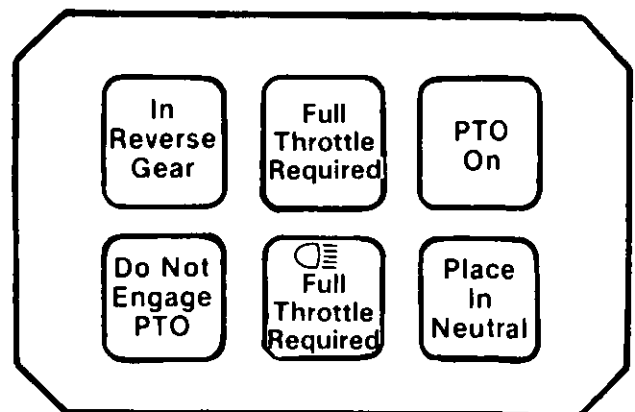 In
Reverse
Gear
Full
Throttle
Required
PTO
On
Do Not
Engage
PTO
Full
Throttle
Required
Place
In
Neutral